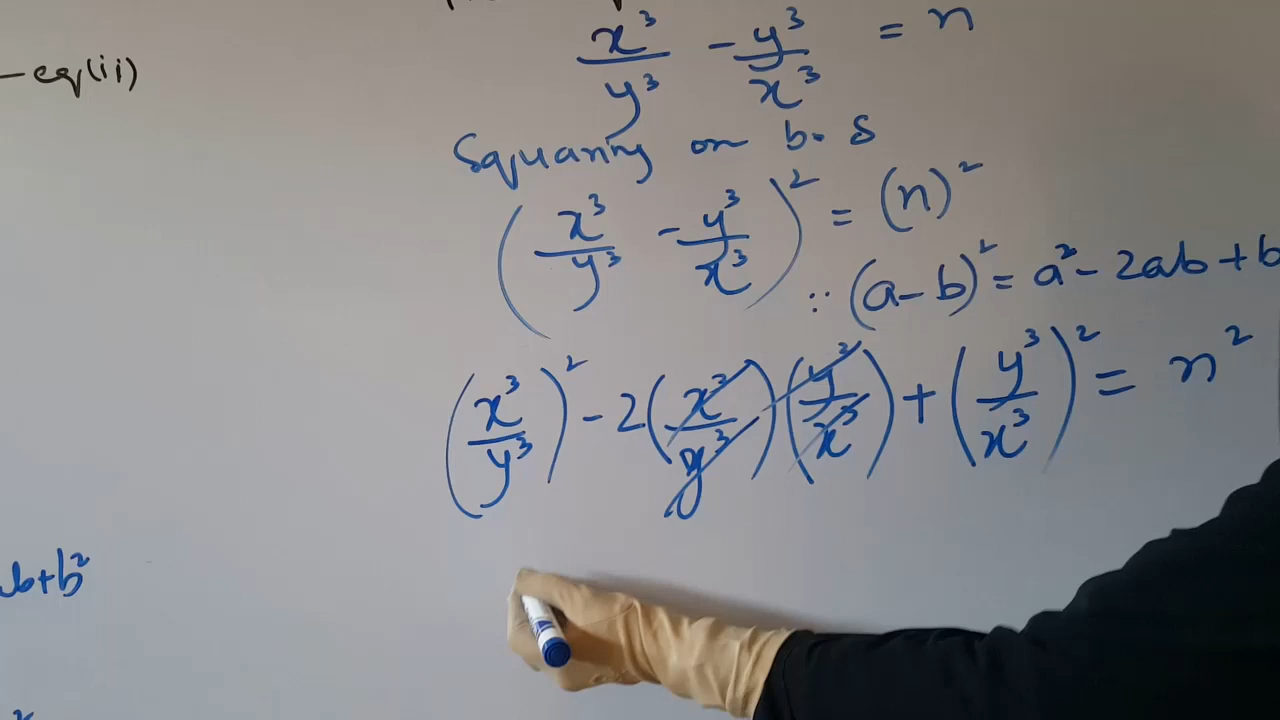 —eq(ii)
x³/y³ - y³/x³ = n
Squaring on b.S
(x³/y³ - y³/x³)² = (n)²
∵ (a-b)² = a² - 2ab + b
(x³/y³)² - 2(x³/y³)(y³/x³) + (y³/x³)² = n²
ab+b²